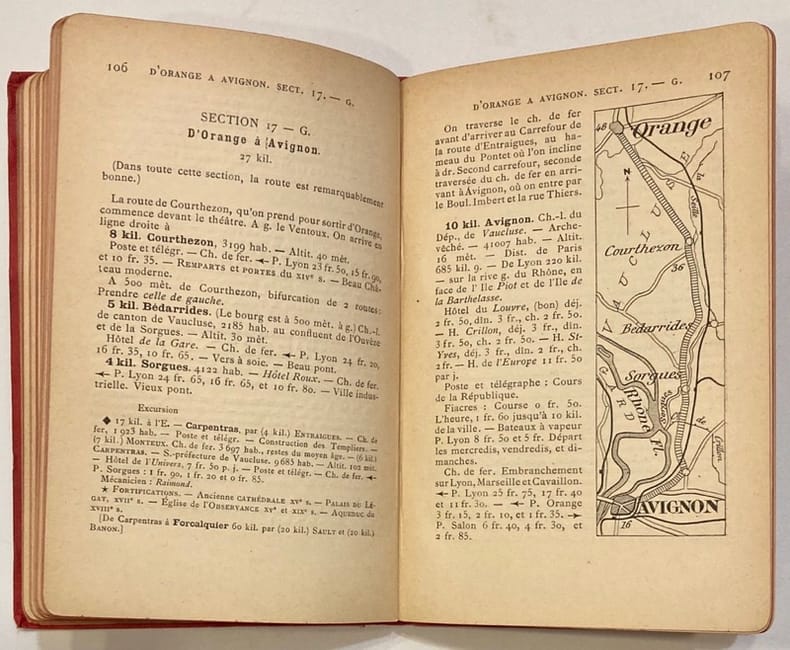 106 D'ORANGE A AVIGNON. SECT. 17. — G.
SECTION 17 — G.
D'Orange à Avignon.
27 kil.
(Dans toute cette section, la route est remarquablement
bonne.)
La route de Courthezon, qu'on prend pour sortir d'Orange,
commence devant le théâtre. A g. le Ventoux. On arrive en
ligne droite à
8 kil. Courthezon, 3199 hab. — Altit. 40 mèt.
Poste et télégr. — Ch. de fer. P. Lyon 23 fr. 50, 15 fr. 90,
et 10 fr. 35. — REMPARTS ET PORTES du XIVe s. — Beau Châ-
teau moderne.
A 500 mèt. de Courthezon, bifurcation de 2 routes:
Prendre celle de gauche.
5 kil. Bédarrides. (Le bourg est à 500 mèt. à g.) Ch.-l.
de canton de Vaucluse, 2185 hab. au confluent de l'Ouvèze
et de la Sorgues. — Altit. 30 mèt.
Hôtel de la Gare. — Ch. de fer. — P. Lyon 24 fr. 20,
16 fr. 35, 10 fr. 65. — Vers à soie. — Beau pont.
4 kil. Sorgues. 4122 hab. — Hôtel Roux. — Ch. de fer.
P. Lyon 24 fr. 65, 16 fr. 65, et 10 fr. 80. — Ville indus-
trielle. Vieux pont.
Excursion
◆ 17 kil. à l'E. — Carpentras, par (4 kil.) ENTRAIGUES. — Ch. de
fer, 1923 hab. — Poste et télégr. — Construction des Templiers. —
(7 kil.) MONTEUX. Ch. de fer. 3697 hab., restes du moyen âge. — (6 kil.)
CARPENTRAS. — S.-préfecture de Vaucluse. 9685 hab. — Altit. 102 mèt.
— Hôtel de l'Univers, 7 fr. 50 p. j. — Poste et télégr. — Ch. de fer.
P. Sorgues : 1 fr. 90, 1 fr. 20 et 0 fr. 85.
Mécanicien : Raimond.
★ FORTIFICATIONS. — Ancienne CATHÉDRALE XVe s. — PALAIS DU LÉ-
GAT, XVIIe s. — Église de l'OBSERVANCE XVe et XIXe s. — AQUEDUC du
XVIIIe s.
[De Carpentras à Forcalquier 60 kil. par (20 kil.) SAULT et (20 kil.)
BANON.]
D'ORANGE A AVIGNON. SECT. 17. — G. 107
On traverse le ch. de fer
avant d'arriver au Carrefour de
la route d'Entraigues, au ha-
meau du Pontet où l'on incline
à dr. Second carrefour, seconde
traversée du ch. de fer en arri-
vant à Avignon, où on entre par
le Boul. Imbert et la rue Thiers.
10 kil. Avignon. Ch.-l. du
Dép., de Vaucluse. — Arche-
vêché. — 41007 hab. — Altit.
16 mèt. — Dist. de Paris
685 kil. 9. — De Lyon 220 kil.
— sur la rive g. du Rhône, en
face de l'Ile Piot et de l'Ile de
la Barthelasse.
Hôtel du Louvre, (bon) déj.
2 fr. 50, dîn. 3 fr., ch. 2 fr. 50.
— H. Crillon, déj. 3 fr., dîn.
3 fr. 50, ch. 2 fr. 50. — H. St-
Yves, déj. 3 fr., dîn. 2 fr., ch.
2 fr. — H. de l'Europe 11 fr. 50
par j.
Poste et télégraphe : Cours
de la République.
Fiacres : Course 0 fr. 50.
L'heure, 1 fr. 60 jusqu'à 10 kil.
de la ville. — Bateaux à vapeur
P. Lyon 8 fr. 50 et 5 fr. Départ
les mercredis, vendredis, et di-
manches.
Ch. de fer. Embranchement
sur Lyon, Marseille et Cavaillon.
P. Lyon 25 fr. 75, 17 fr. 40
et 11 fr. 30. — P. Orange
3 fr. 15, 2 fr. 10, et 1 fr. 35.
P. Salon 6 fr. 40, 4 fr. 30, et
2 fr. 85.
48 Orange
N
la
Courthezon
36
VAUCLUSE
Bédarrides
Sorgues
GARD
Rhône Fl.
de
Crillon
AVIGNON
16